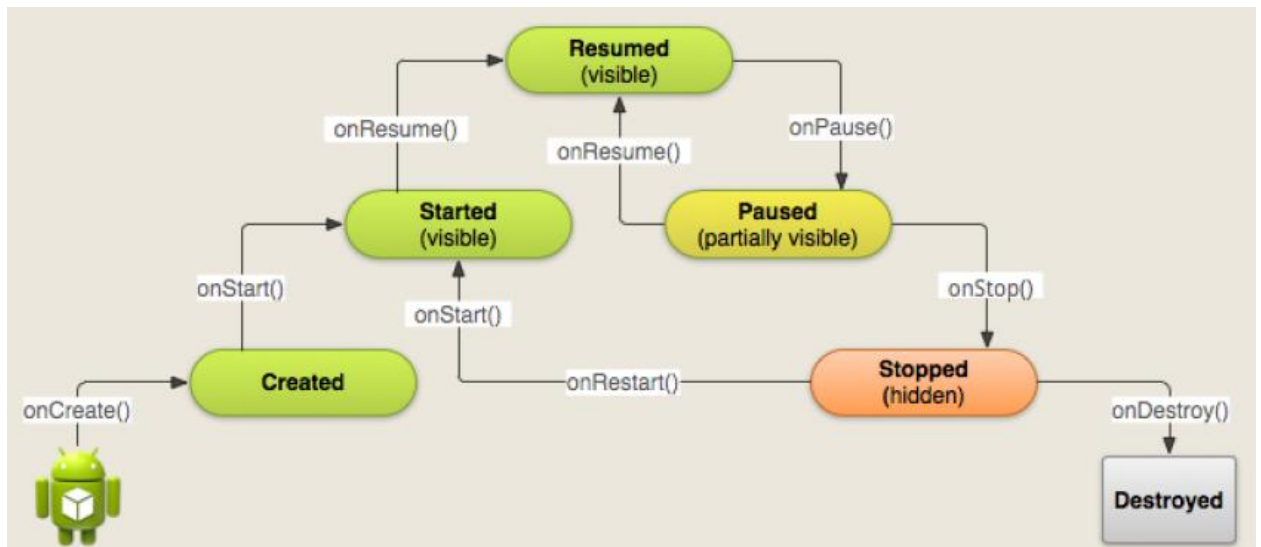 Resumed
(visible)
onResume()
onPause()
onResume()
Started
(visible)
Paused
(partially visible)
onStart()
onStop()
onStart()
Created
onRestart()
Stopped
(hidden)
onCreate()
onDestroy()
Destroyed